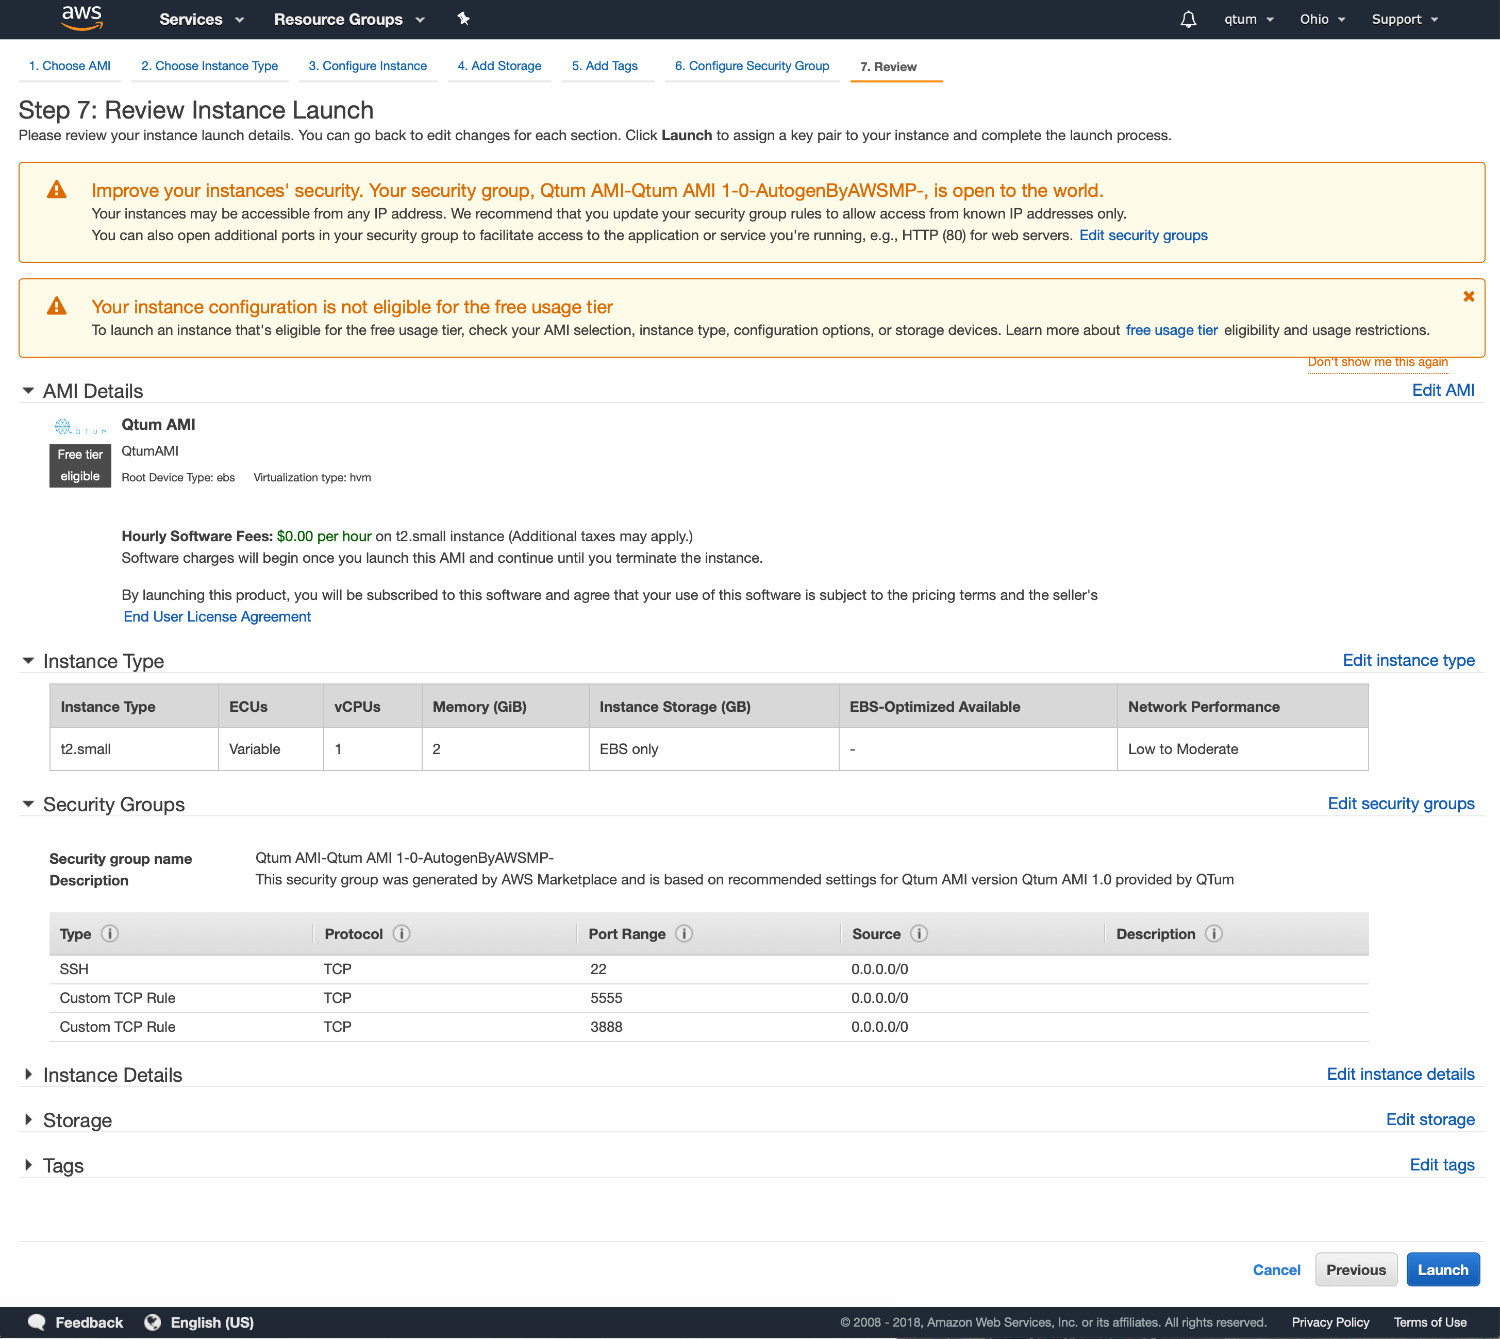 aws Services Resource Groups qtum Ohio Support
1. Choose AMI 2. Choose Instance Type 3. Configure Instance 4. Add Storage 5. Add Tags 6. Configure Security Group 7. Review
Step 7: Review Instance Launch
Please review your instance launch details. You can go back to edit changes for each section. Click Launch to assign a key pair to your instance and complete the launch process.
Improve your instances' security. Your security group, Qtum AMI-Qtum AMI 1-0-AutogenByAWSMP-, is open to the world.
Your instances may be accessible from any IP address. We recommend that you update your security group rules to allow access from known IP addresses only.
You can also open additional ports in your security group to facilitate access to the application or service you're running, e.g., HTTP (80) for web servers. Edit security groups
Your instance configuration is not eligible for the free usage tier
To launch an instance that's eligible for the free usage tier, check your AMI selection, instance type, configuration options, or storage devices. Learn more about free usage tier eligibility and usage restrictions.
Don't show me this again
AMI Details Edit AMI
QTUM Qtum AMI
Free tier
eligible
QtumAMI
Root Device Type: ebs Virtualization type: hvm
Hourly Software Fees: $0.00 per hour on t2.small instance (Additional taxes may apply.)
Software charges will begin once you launch this AMI and continue until you terminate the instance.
By launching this product, you will be subscribed to this software and agree that your use of this software is subject to the pricing terms and the seller's
End User License Agreement
Instance Type Edit instance type
Instance Type ECUs vCPUs Memory (GiB) Instance Storage (GB) EBS-Optimized Available Network Performance
t2.small Variable 1 2 EBS only - Low to Moderate
Security Groups Edit security groups
Security group name Qtum AMI-Qtum AMI 1-0-AutogenByAWSMP-
Description This security group was generated by AWS Marketplace and is based on recommended settings for Qtum AMI version Qtum AMI 1.0 provided by QTum
Type Protocol Port Range Source Description
SSH TCP 22 0.0.0.0/0
Custom TCP Rule TCP 5555 0.0.0.0/0
Custom TCP Rule TCP 3888 0.0.0.0/0
Instance Details Edit instance details
Storage Edit storage
Tags Edit tags
Cancel Previous Launch
Feedback English (US) © 2008 - 2018, Amazon Web Services, Inc. or its affiliates. All rights reserved. Privacy Policy Terms of Use